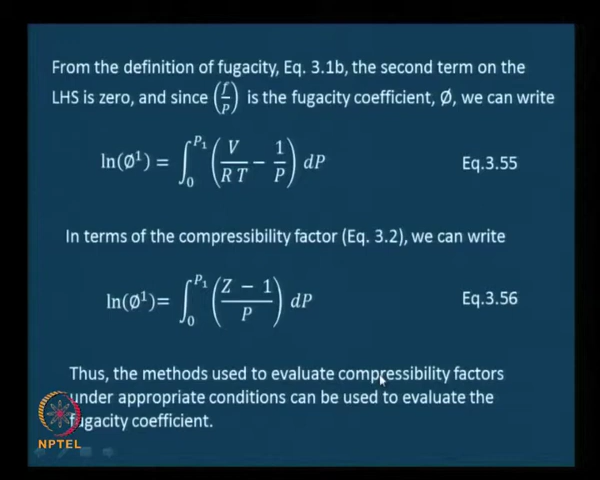 From the definition of fugacity, Eq. 3.1b, the second term on the
LHS is zero, and since (f/P) is the fugacity coefficient, Ø, we can write
ln(Ø¹) = ∫₀^P₁ (V/RT − 1/P) dP Eq.3.55
In terms of the compressibility factor (Eq. 3.2), we can write
ln(Ø¹)= ∫₀^P₁ ((Z − 1)/P) dP Eq.3.56
Thus, the methods used to evaluate compressibility factors
under appropriate conditions can be used to evaluate the
fugacity coefficient.
NPTEL